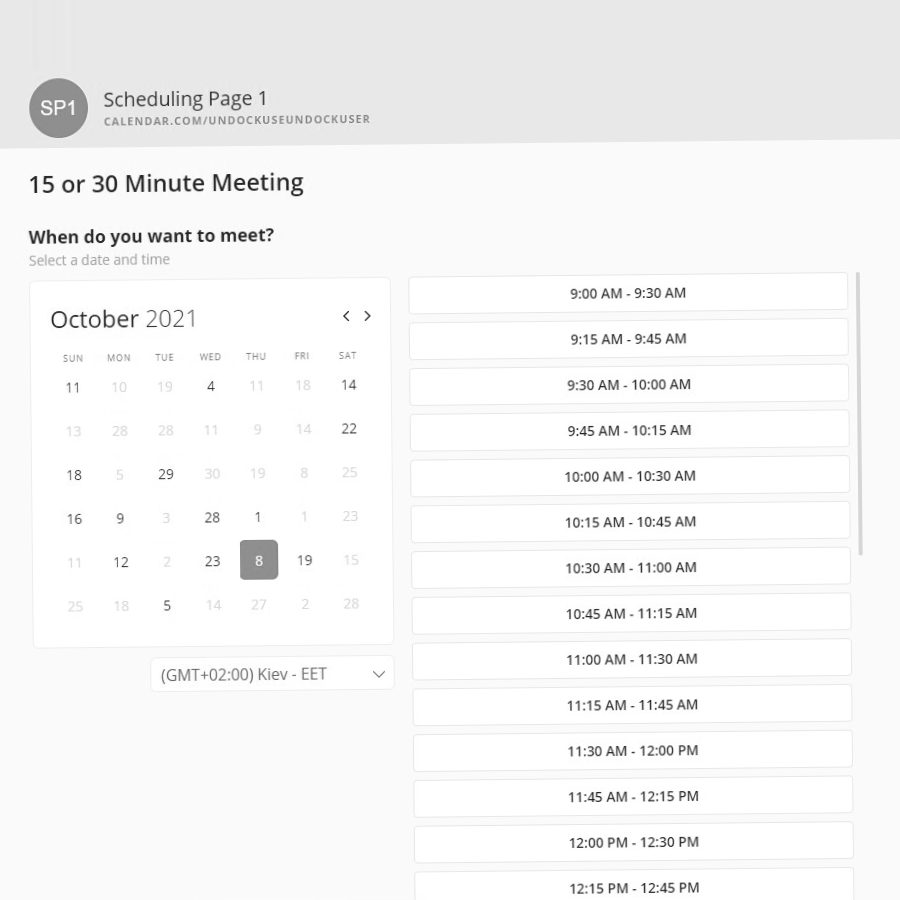 SP1
Scheduling Page 1
CALENDAR.COM/UNDOCKUSEUNDOCKUSER
15 or 30 Minute Meeting
When do you want to meet?
Select a date and time
October 2021
SUN MON TUE WED THU FRI SAT
11 10 19 4 11 18 14
13 28 28 11 9 14 22
18 5 29 30 19 8 25
16 9 3 28 1 1 23
11 12 2 23 8 19 15
25 18 5 14 27 2 28
(GMT+02:00) Kiev - EET
9:00 AM - 9:30 AM
9:15 AM - 9:45 AM
9:30 AM - 10:00 AM
9:45 AM - 10:15 AM
10:00 AM - 10:30 AM
10:15 AM - 10:45 AM
10:30 AM - 11:00 AM
10:45 AM - 11:15 AM
11:00 AM - 11:30 AM
11:15 AM - 11:45 AM
11:30 AM - 12:00 PM
11:45 AM - 12:15 PM
12:00 PM - 12:30 PM
12:15 PM - 12:45 PM